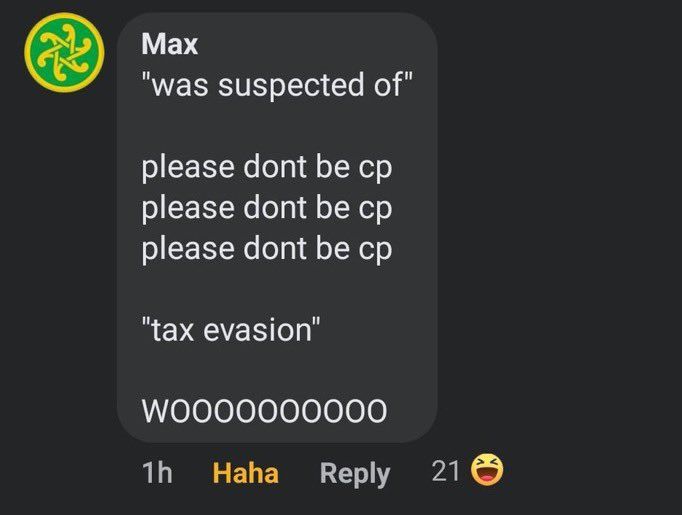 Max
"was suspected of"
please dont be cp
please dont be cp
please dont be cp
"tax evasion"
WOOOOOOOOOO
1h Haha Reply 21